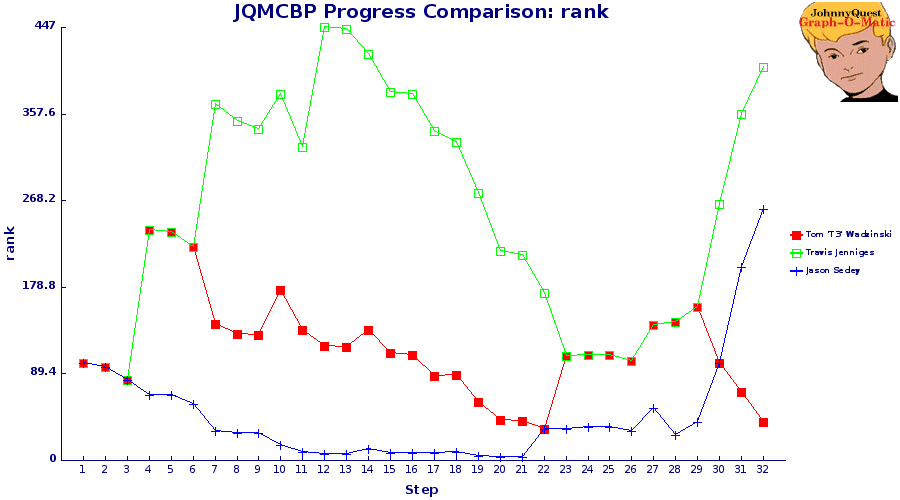 JQMCBP Progress Comparison: rank
JohnnyQuest
Graph-O-Matic
447
357.6
268.2
178.8
89.4
0
rank
1 2 3 4 5 6 7 8 9 10 11 12 13 14 15 16 17 18 19 20 21 22 23 24 25 26 27 28 29 30 31 32
Step
Tom 'T3' Wadzinski
Travis Jenniges
Jason Sedey